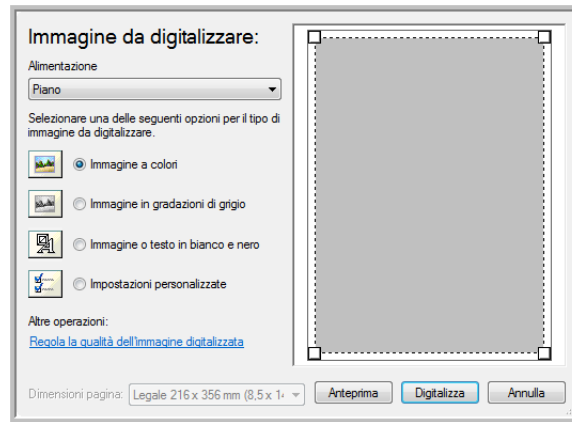 Immagine da digitalizzare:
Alimentazione
Piano
Selezionare una delle seguenti opzioni per il tipo di
immagine da digitalizzare.
Immagine a colori
Immagine in gradazioni di grigio
Immagine o testo in bianco e nero
Impostazioni personalizzate
Altre operazioni:
Regola la qualità dell'immagine digitalizzata
Dimensioni pagina: Legale 216 x 356 mm (8,5 x 1 Anteprima Digitalizza Annulla